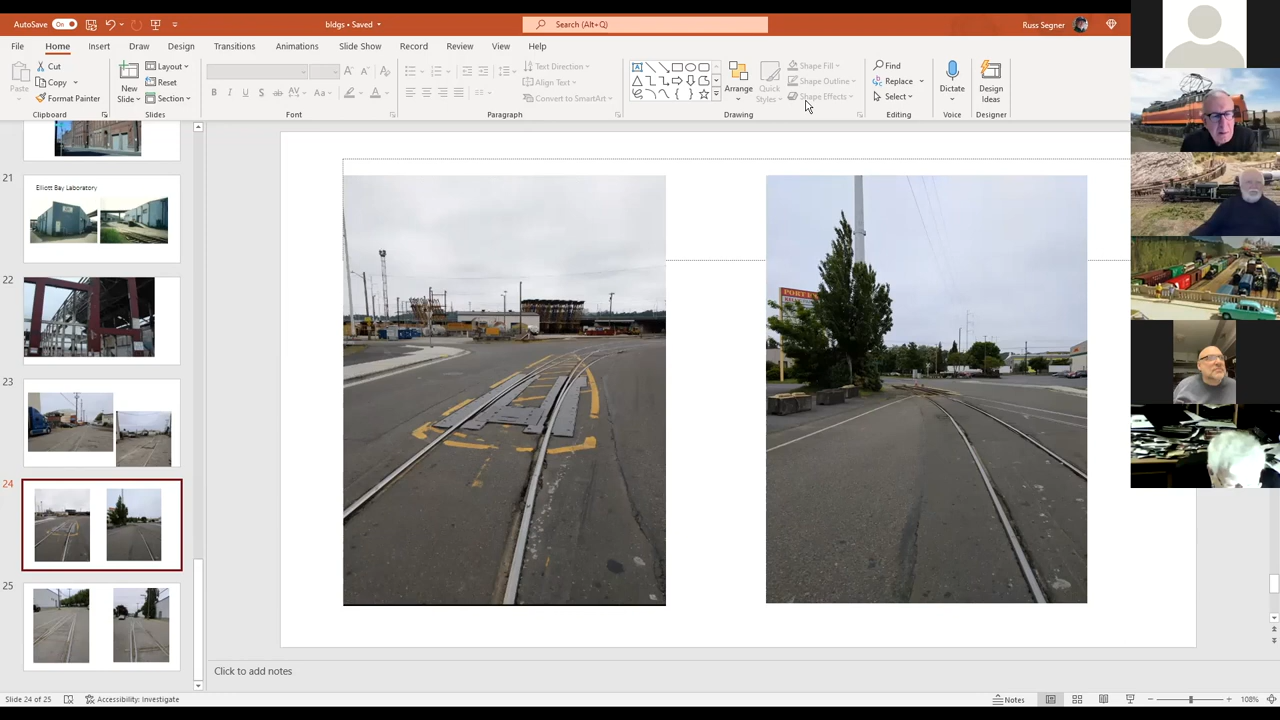 AutoSave On bldgs • Saved Search (Alt+Q) Russ Segner
File Home Insert Draw Design Transitions Animations Slide Show Record Review View Help
Paste
Cut
Copy
Format Painter
Clipboard
New Slide
Layout
Reset
Section
Slides
B I U S AV Aa A
Font
Text Direction
Align Text
Convert to SmartArt
Paragraph
Arrange
Quick Styles
Shape Fill
Shape Outline
Shape Effects
Drawing
Find
Replace
Select
Editing
Dictate
Voice
Design Ideas
Designer
21
Elliott Bay Laboratory
22
23
24
25
Click to add notes
Slide 24 of 25 Accessibility: Investigate Notes 108%